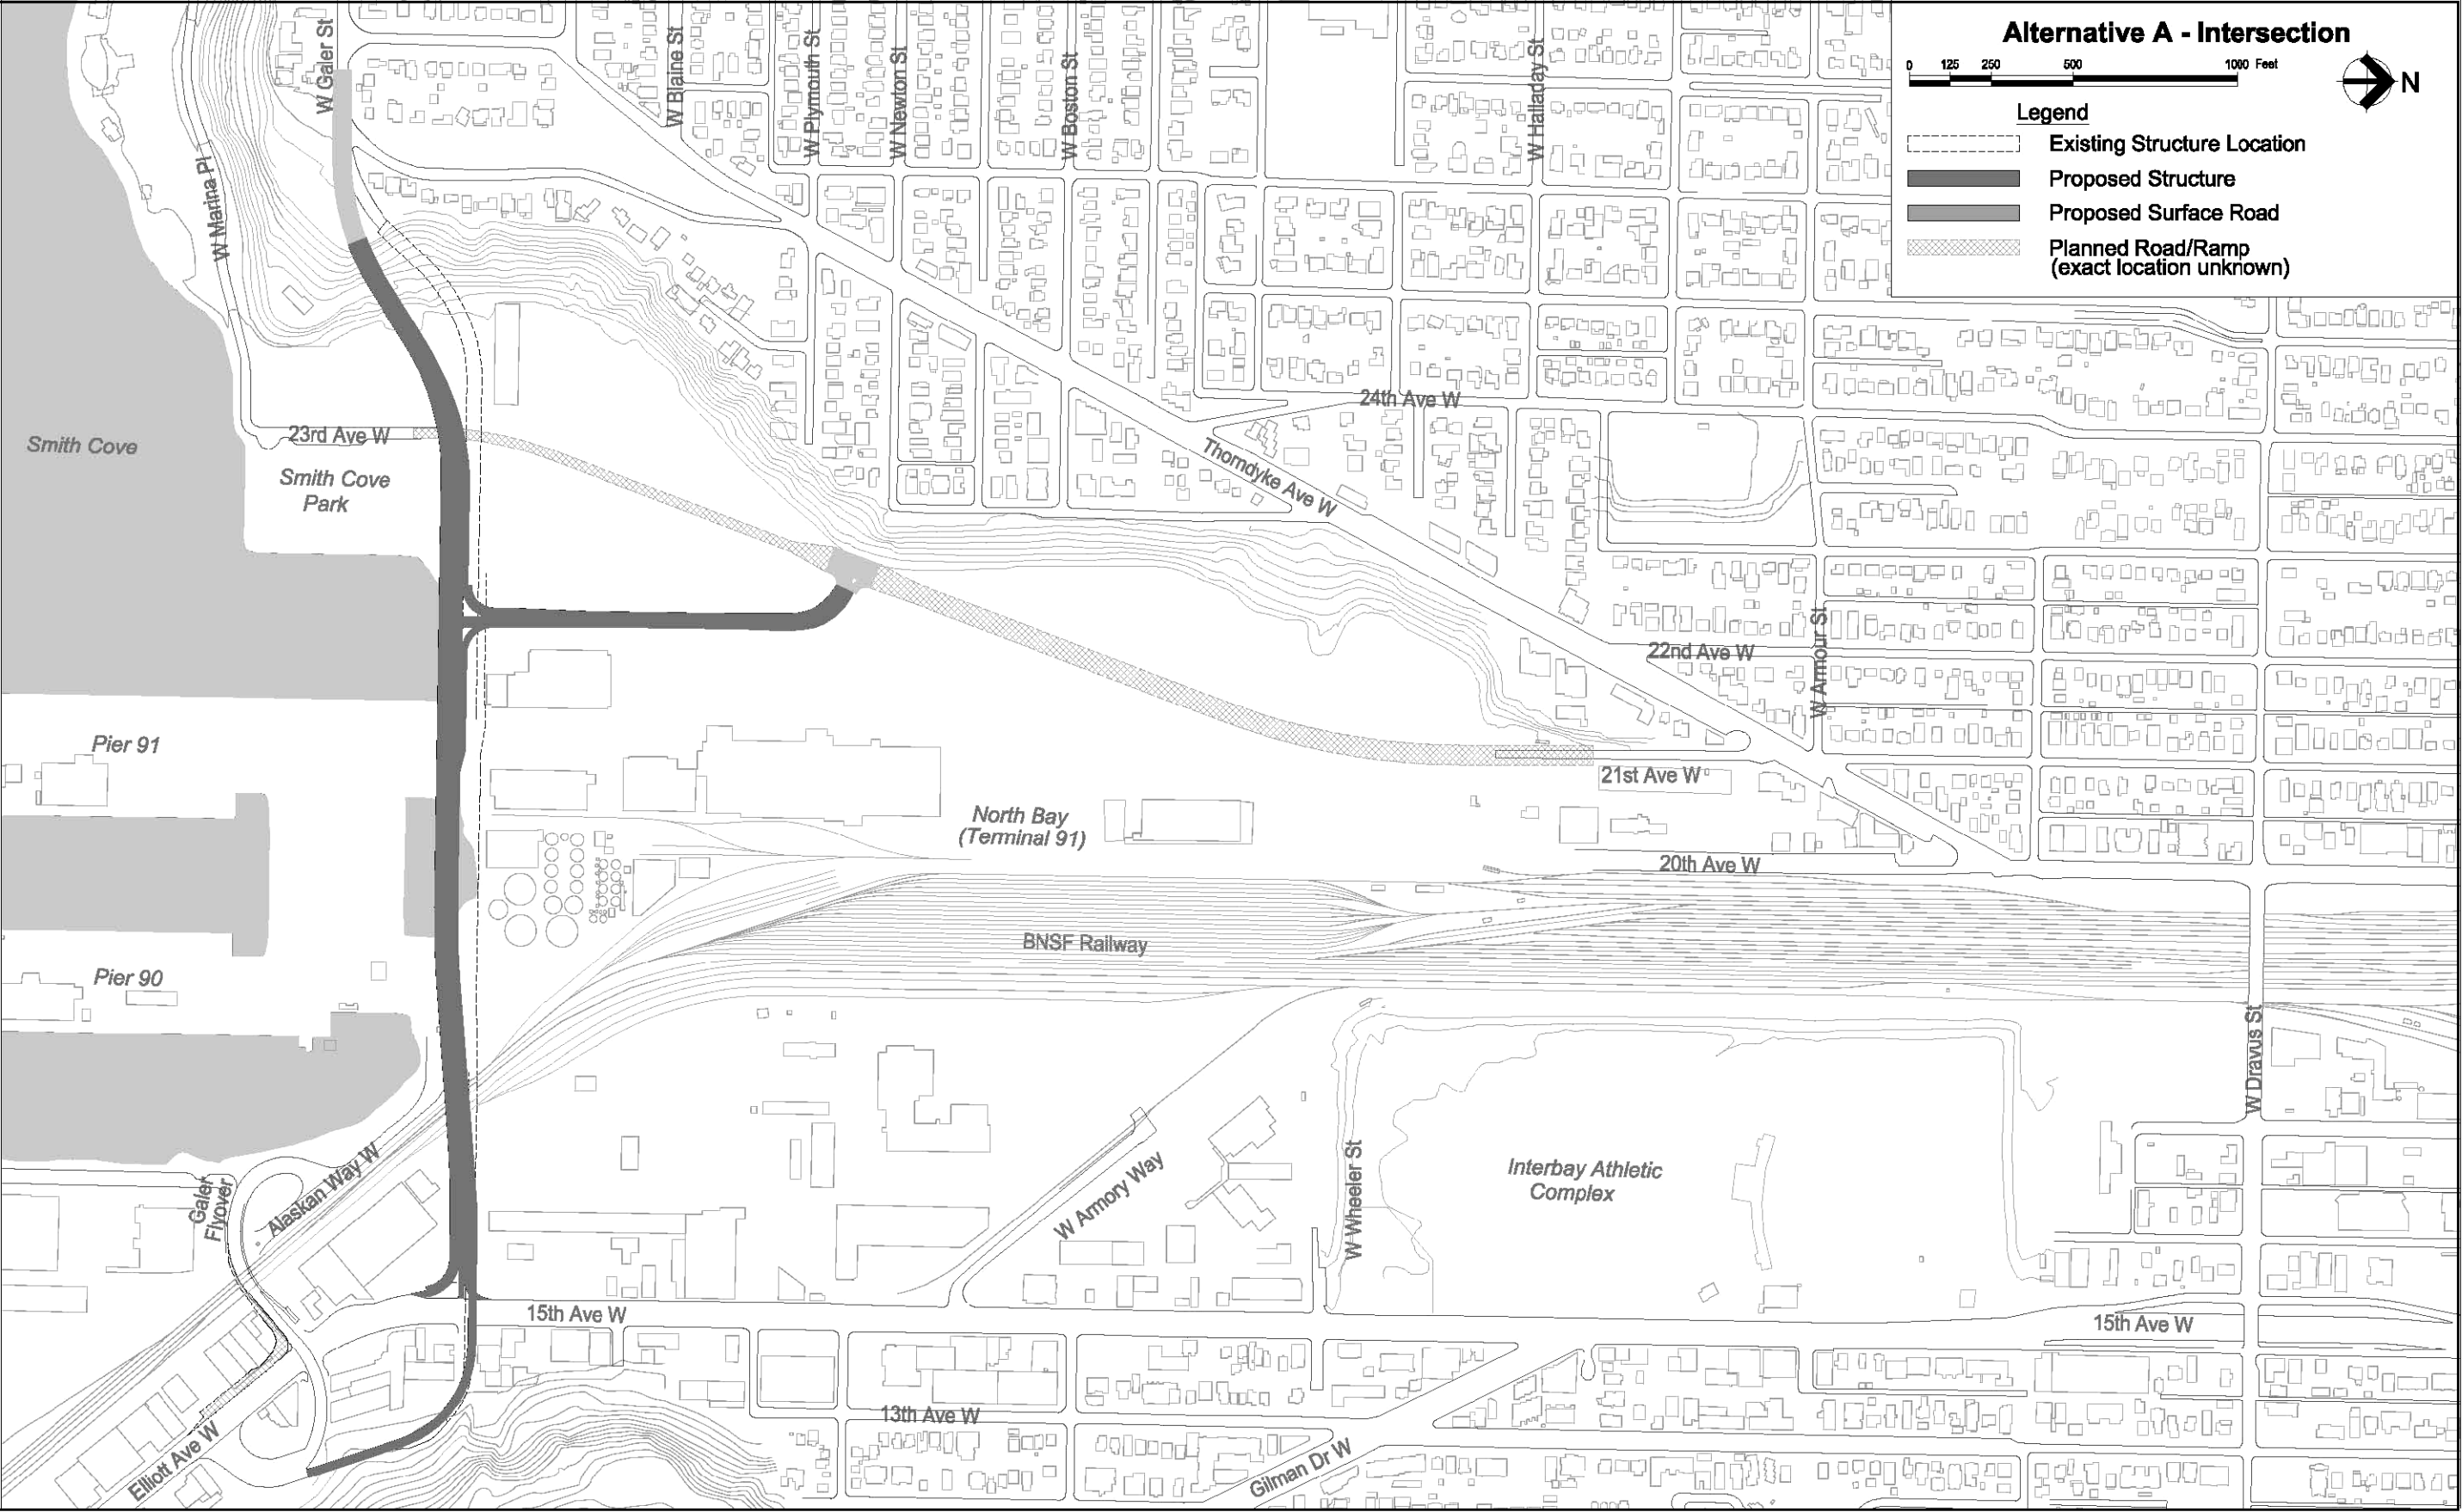 Alternative A - Intersection
0 125 250 500 1000 Feet
N
Legend
Existing Structure Location
Proposed Structure
Proposed Surface Road
Planned Road/Ramp
(exact location unknown)
W Galer St
W Blaine St
W Plymouth St
W Newton St
W Boston St
W Halladay St
W Marina Pl
24th Ave W
Smith Cove
23rd Ave W
Smith Cove
Park
Thorndyke Ave W
22nd Ave W
W Armour St
Pier 91
21st Ave W
North Bay
(Terminal 91)
20th Ave W
BNSF Railway
Pier 90
W Dravus St
Galer
Flyover
Alaskan Way W
W Armory Way
W Wheeler St
Interbay Athletic
Complex
15th Ave W
15th Ave W
13th Ave W
Elliott Ave W
Gilman Dr W